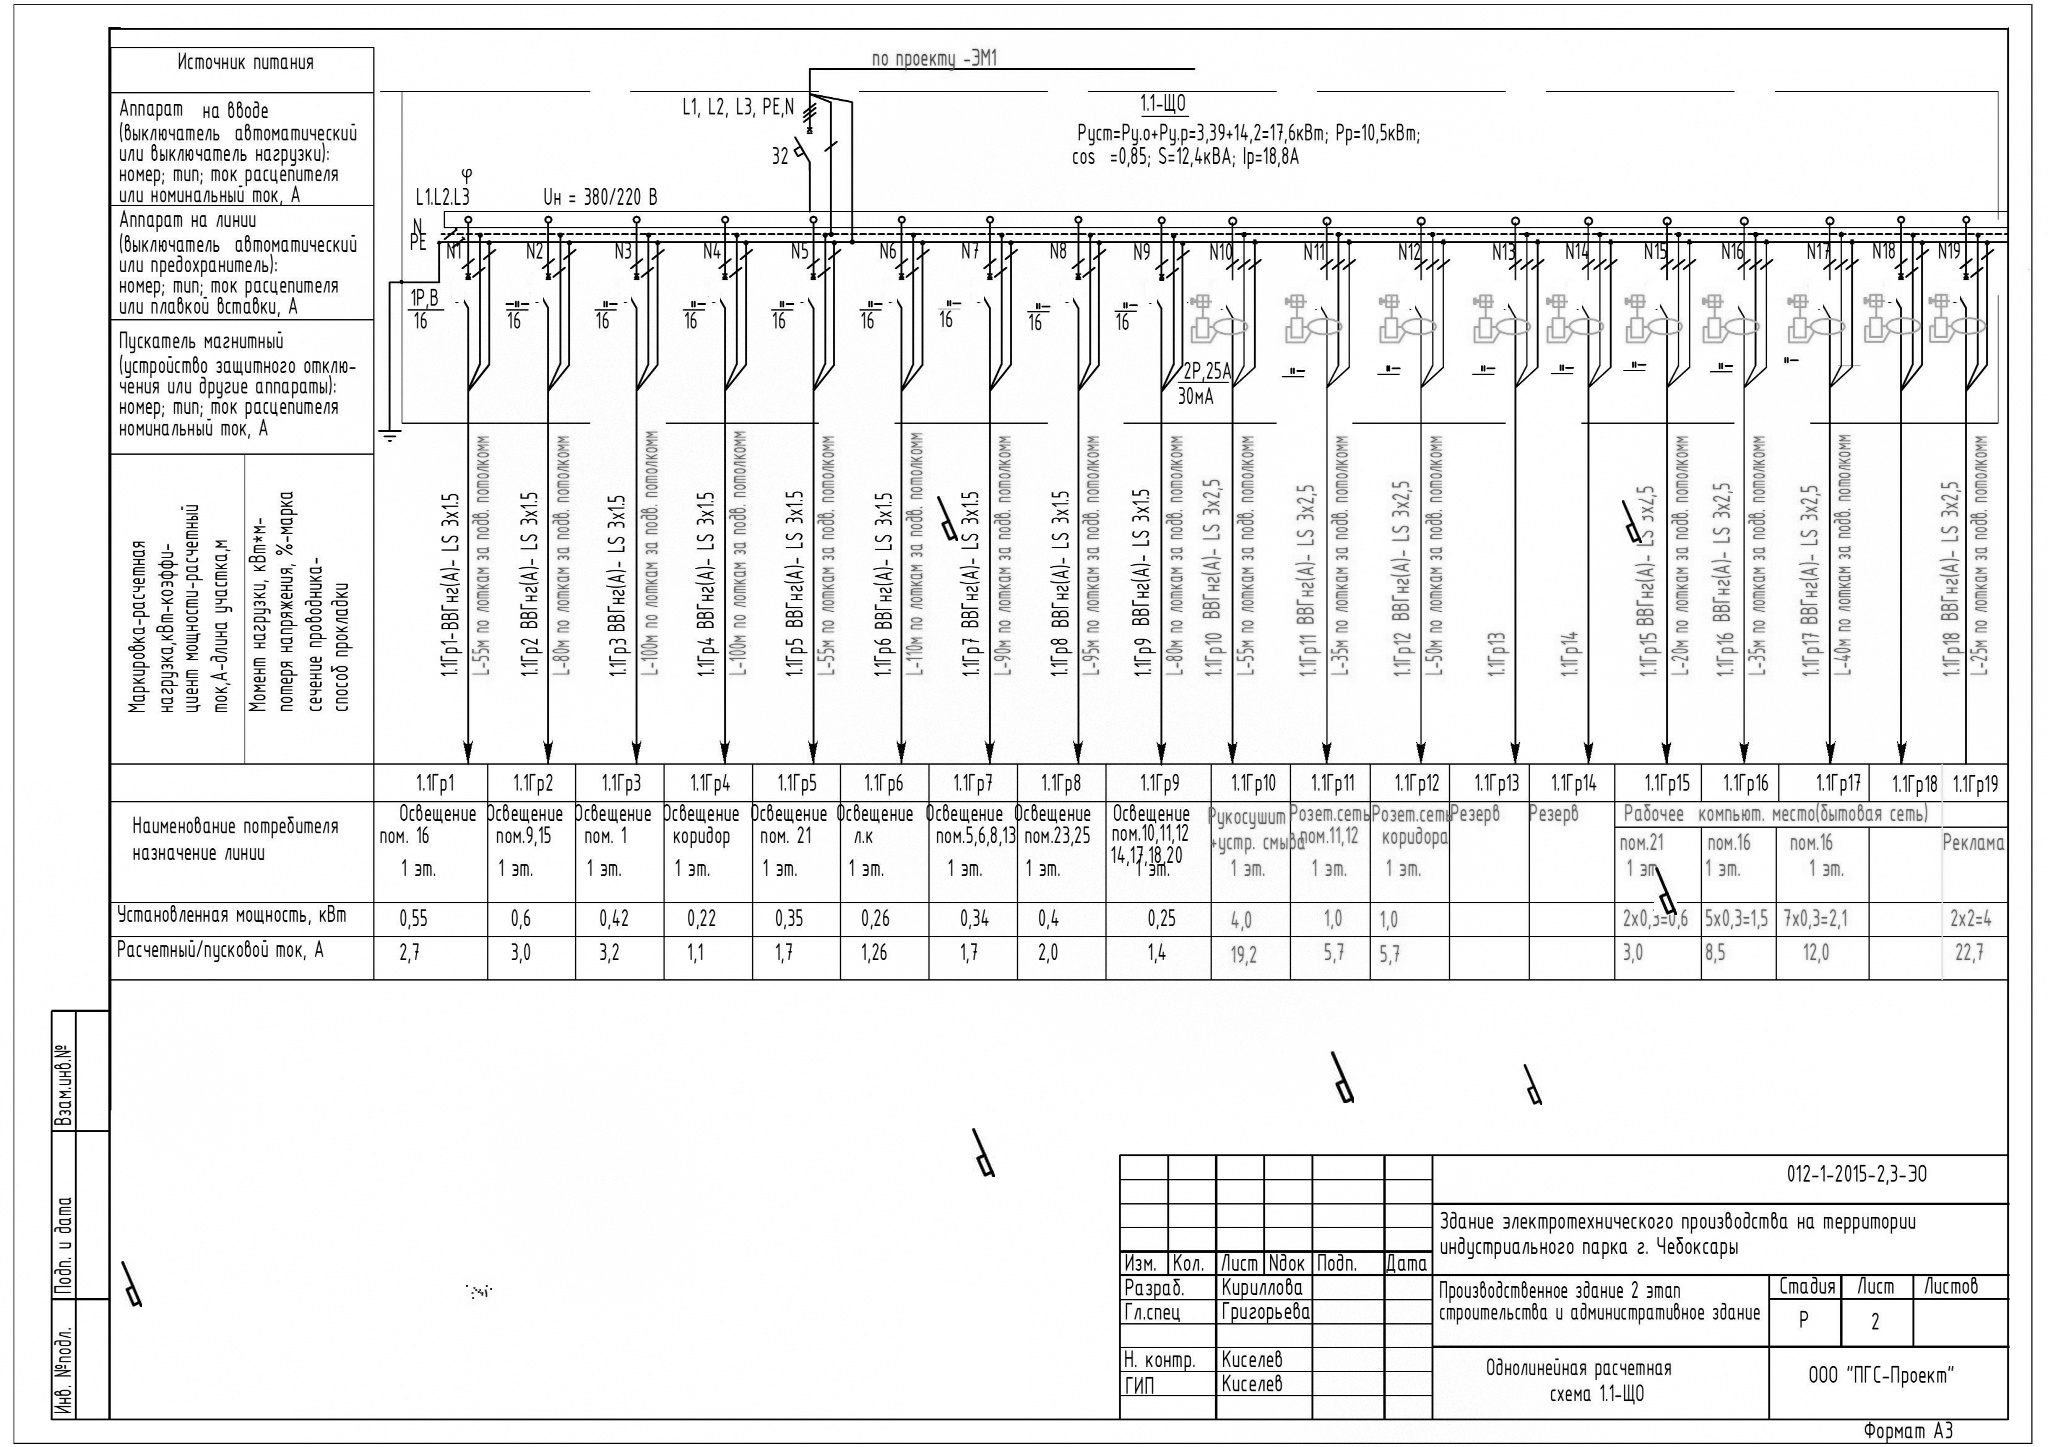 Источник питания
Аппарат на вводе
(выключатель автоматический
или выключатель нагрузки):
номер; тип; ток расцепителя
или номинальный ток, А
Аппарат на линии
(выключатель автоматический
или предохранитель):
номер; тип; ток расцепителя
или плавкой вставки, А
Пускатель магнитный
(устройство защитного отклю-
чения или другие аппараты):
номер; тип; ток расцепителя
номинальный ток, А
Маркировка-расчетная
нагрузка,кВт-коэффи-
циент мощности-расчетный
ток,А-длина участка,м
Момент нагрузки, кВт*м-
потеря напряжения, %-марка
сечение проводника-
способ прокладки
по проекту -ЭМ1
L1, L2, L3, PE,N
32
1.1-ЩО
Руст=Ру.о+Ру.р=3,39+14,2=17,6кВт; Рр=10,5кВт;
cos =0,85; S=12,4кВА; Iр=18,8А
φ
L1.L2.L3
Uн = 380/220 В
N
PE
N1 N2 N3 N4 N5 N6 N7 N8 N9 N10 N11 N12 N13 N14 N15 N16 N17 N18 N19
1Р,В
16
-"-
16
-"-
16
-"-
16
-"-
16
-"-
16
-"-
16
-"-
16
-"-
16
2Р,25А
30мА
-"- -"- -"- -"- -"- -"- -"-
1.1Гр1-ВВГнг(А)- LS 3х1.5
L-55м по лоткам за подв. потолкомм
1.1Гр2 ВВГнг(А)- LS 3х1.5
L-80м по лоткам за подв. потолкомм
1.1Гр3 ВВГнг(А)- LS 3х1.5
L-100м по лоткам за подв. потолкомм
1.1Гр4 ВВГнг(А)- LS 3х1.5
L-100м по лоткам за подв. потолкомм
1.1Гр5 ВВГнг(А)- LS 3х1.5
L-55м по лоткам за подв. потолкомм
1.1Гр6 ВВГнг(А)- LS 3х1.5
L-110м по лоткам за подв. потолкомм
1.1Гр7 ВВГнг(А)- LS 3х1.5
L-90м по лоткам за подв. потолкомм
1.1Гр8 ВВГнг(А)- LS 3х1.5
L-95м по лоткам за подв. потолкомм
1.1Гр9 ВВГнг(А)- LS 3х1.5
L-80м по лоткам за подв. потолкомм
1.1Гр10 ВВГнг(А)- LS 3х2,5
L-55м по лоткам за подв. потолкомм
1.1Гр11 ВВГнг(А)- LS 3х2,5
L-35м по лоткам за подв. потолкомм
1.1Гр12 ВВГнг(А)- LS 3х2,5
L-50м по лоткам за подв. потолкомм
1.1Гр13
1.1Гр14
1.1Гр15 ВВГнг(А)- LS 3х2,5
L-20м по лоткам за подв. потолкомм
1.1Гр16 ВВГнг(А)- LS 3х2,5
L-35м по лоткам за подв. потолкомм
1.1Гр17 ВВГнг(А)- LS 3х2,5
L-40м по лоткам за подв. потолкомм
1.1Гр18 ВВГнг(А)- LS 3х2,5
L-25м по лоткам за подв. потолкомм
1.1Гр1 1.1Гр2 1.1Гр3 1.1Гр4 1.1Гр5 1.1Гр6 1.1Гр7 1.1Гр8 1.1Гр9 1.1Гр10 1.1Гр11 1.1Гр12 1.1Гр13 1.1Гр14 1.1Гр15 1.1Гр16 1.1Гр17 1.1Гр18 1.1Гр19
Наименование потребителя
назначение линии
Освещение
пом. 16
1 эт.
Освещение
пом.9,15
1 эт.
Освещение
пом. 1
1 эт.
Освещение
коридор
1 эт.
Освещение
пом. 21
1 эт.
Освещение
л.к
1 эт.
Освещение
пом.5,6,8,13
1 эт.
Освещение
пом.23,25
1 эт.
Освещение
пом.10,11,12
14,17,18,20
1 эт.
Рукосушит
+устр. смыва
1 эт.
Розет.сеть
пом.11,12
1 эт.
Розет.сеть
коридора
1 эт.
Резерв
Резерв
Рабочее компьют. место(бытовая сеть)
пом.21
1 эт.
пом.16
1 эт.
пом.16
1 эт.
Реклама
Установленная мощность, кВт 0,55 0,6 0,42 0,22 0,35 0,26 0,34 0,4 0,25 4,0 1,0 1,0 2х0,3=0,6 5х0,3=1,5 7х0,3=2,1 2х2=4
Расчетный/пусковой ток, А 2,7 3,0 3,2 1,1 1,7 1,26 1,7 2,0 1,4 19,2 5,7 5,7 3,0 8,5 12,0 22,7
Взам.инв.№
Подп. и дата
Инв. №подл.
012-1-2015-2,3-ЭО
Здание электротехнического производства на территории
индустриального парка г. Чебоксары
Изм. Кол. Лист Nдок Подп. Дата
Разраб. Кириллова
Гл.спец Григорьева
Н. контр. Киселев
ГИП Киселев
Производственное здание 2 этап
строительства и административное здание
Стадия Лист Листов
Р 2
Однолинейная расчетная
схема 1.1-ЩО
ООО "ПГС-Проект"
Формат А3